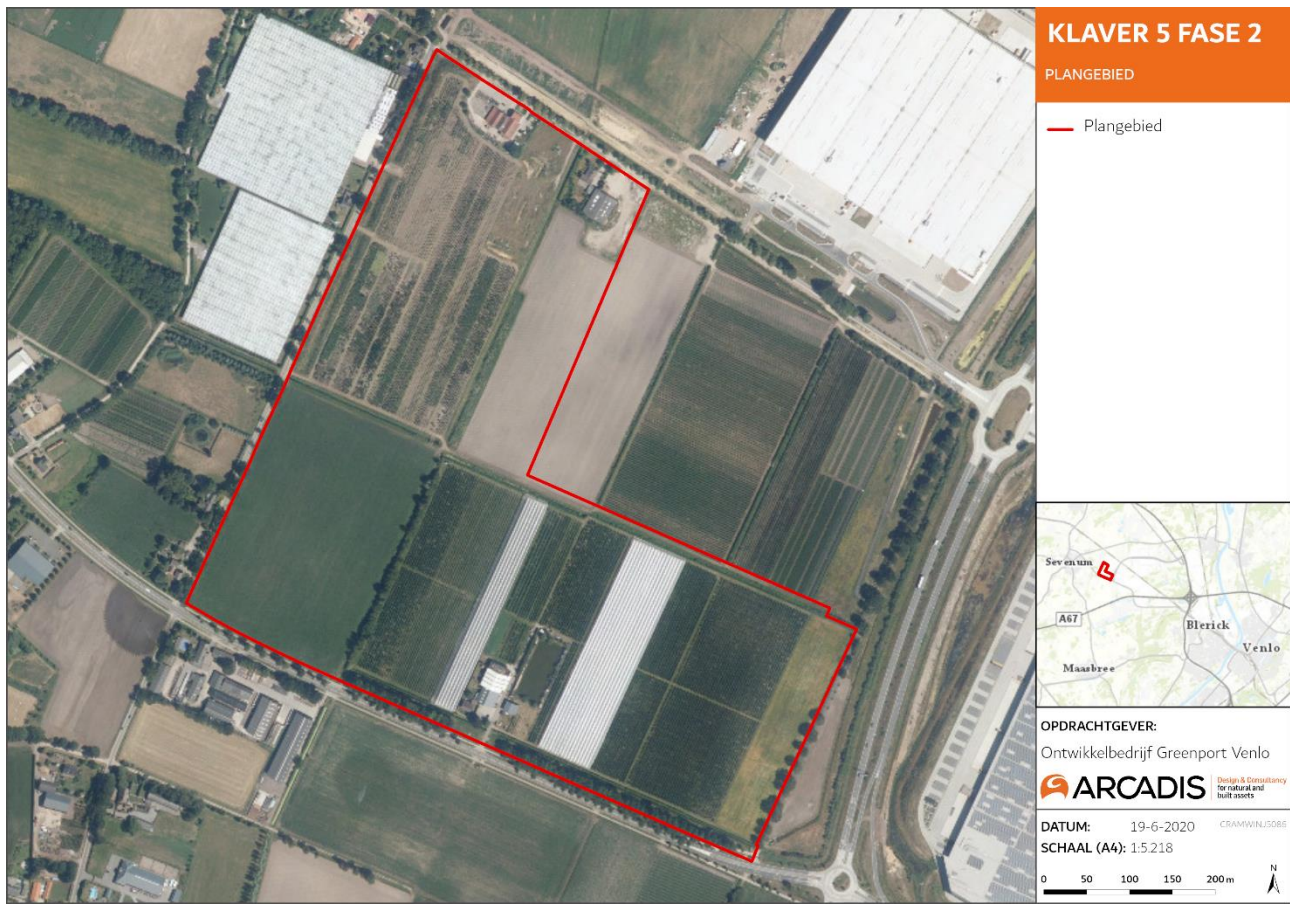 KLAVER 5 FASE 2
PLANGEBIED
Plangebied
Sevenum
A67
Blerick
Venlo
Maasbree
OPDRACHTGEVER:
Ontwikkelbedrijf Greenport Venlo
ARCADIS
Design & Consultancy
for natural and
built assets
DATUM: 19-6-2020
SCHAAL (A4): 1:5.218
0 50 100 150 200 m
N